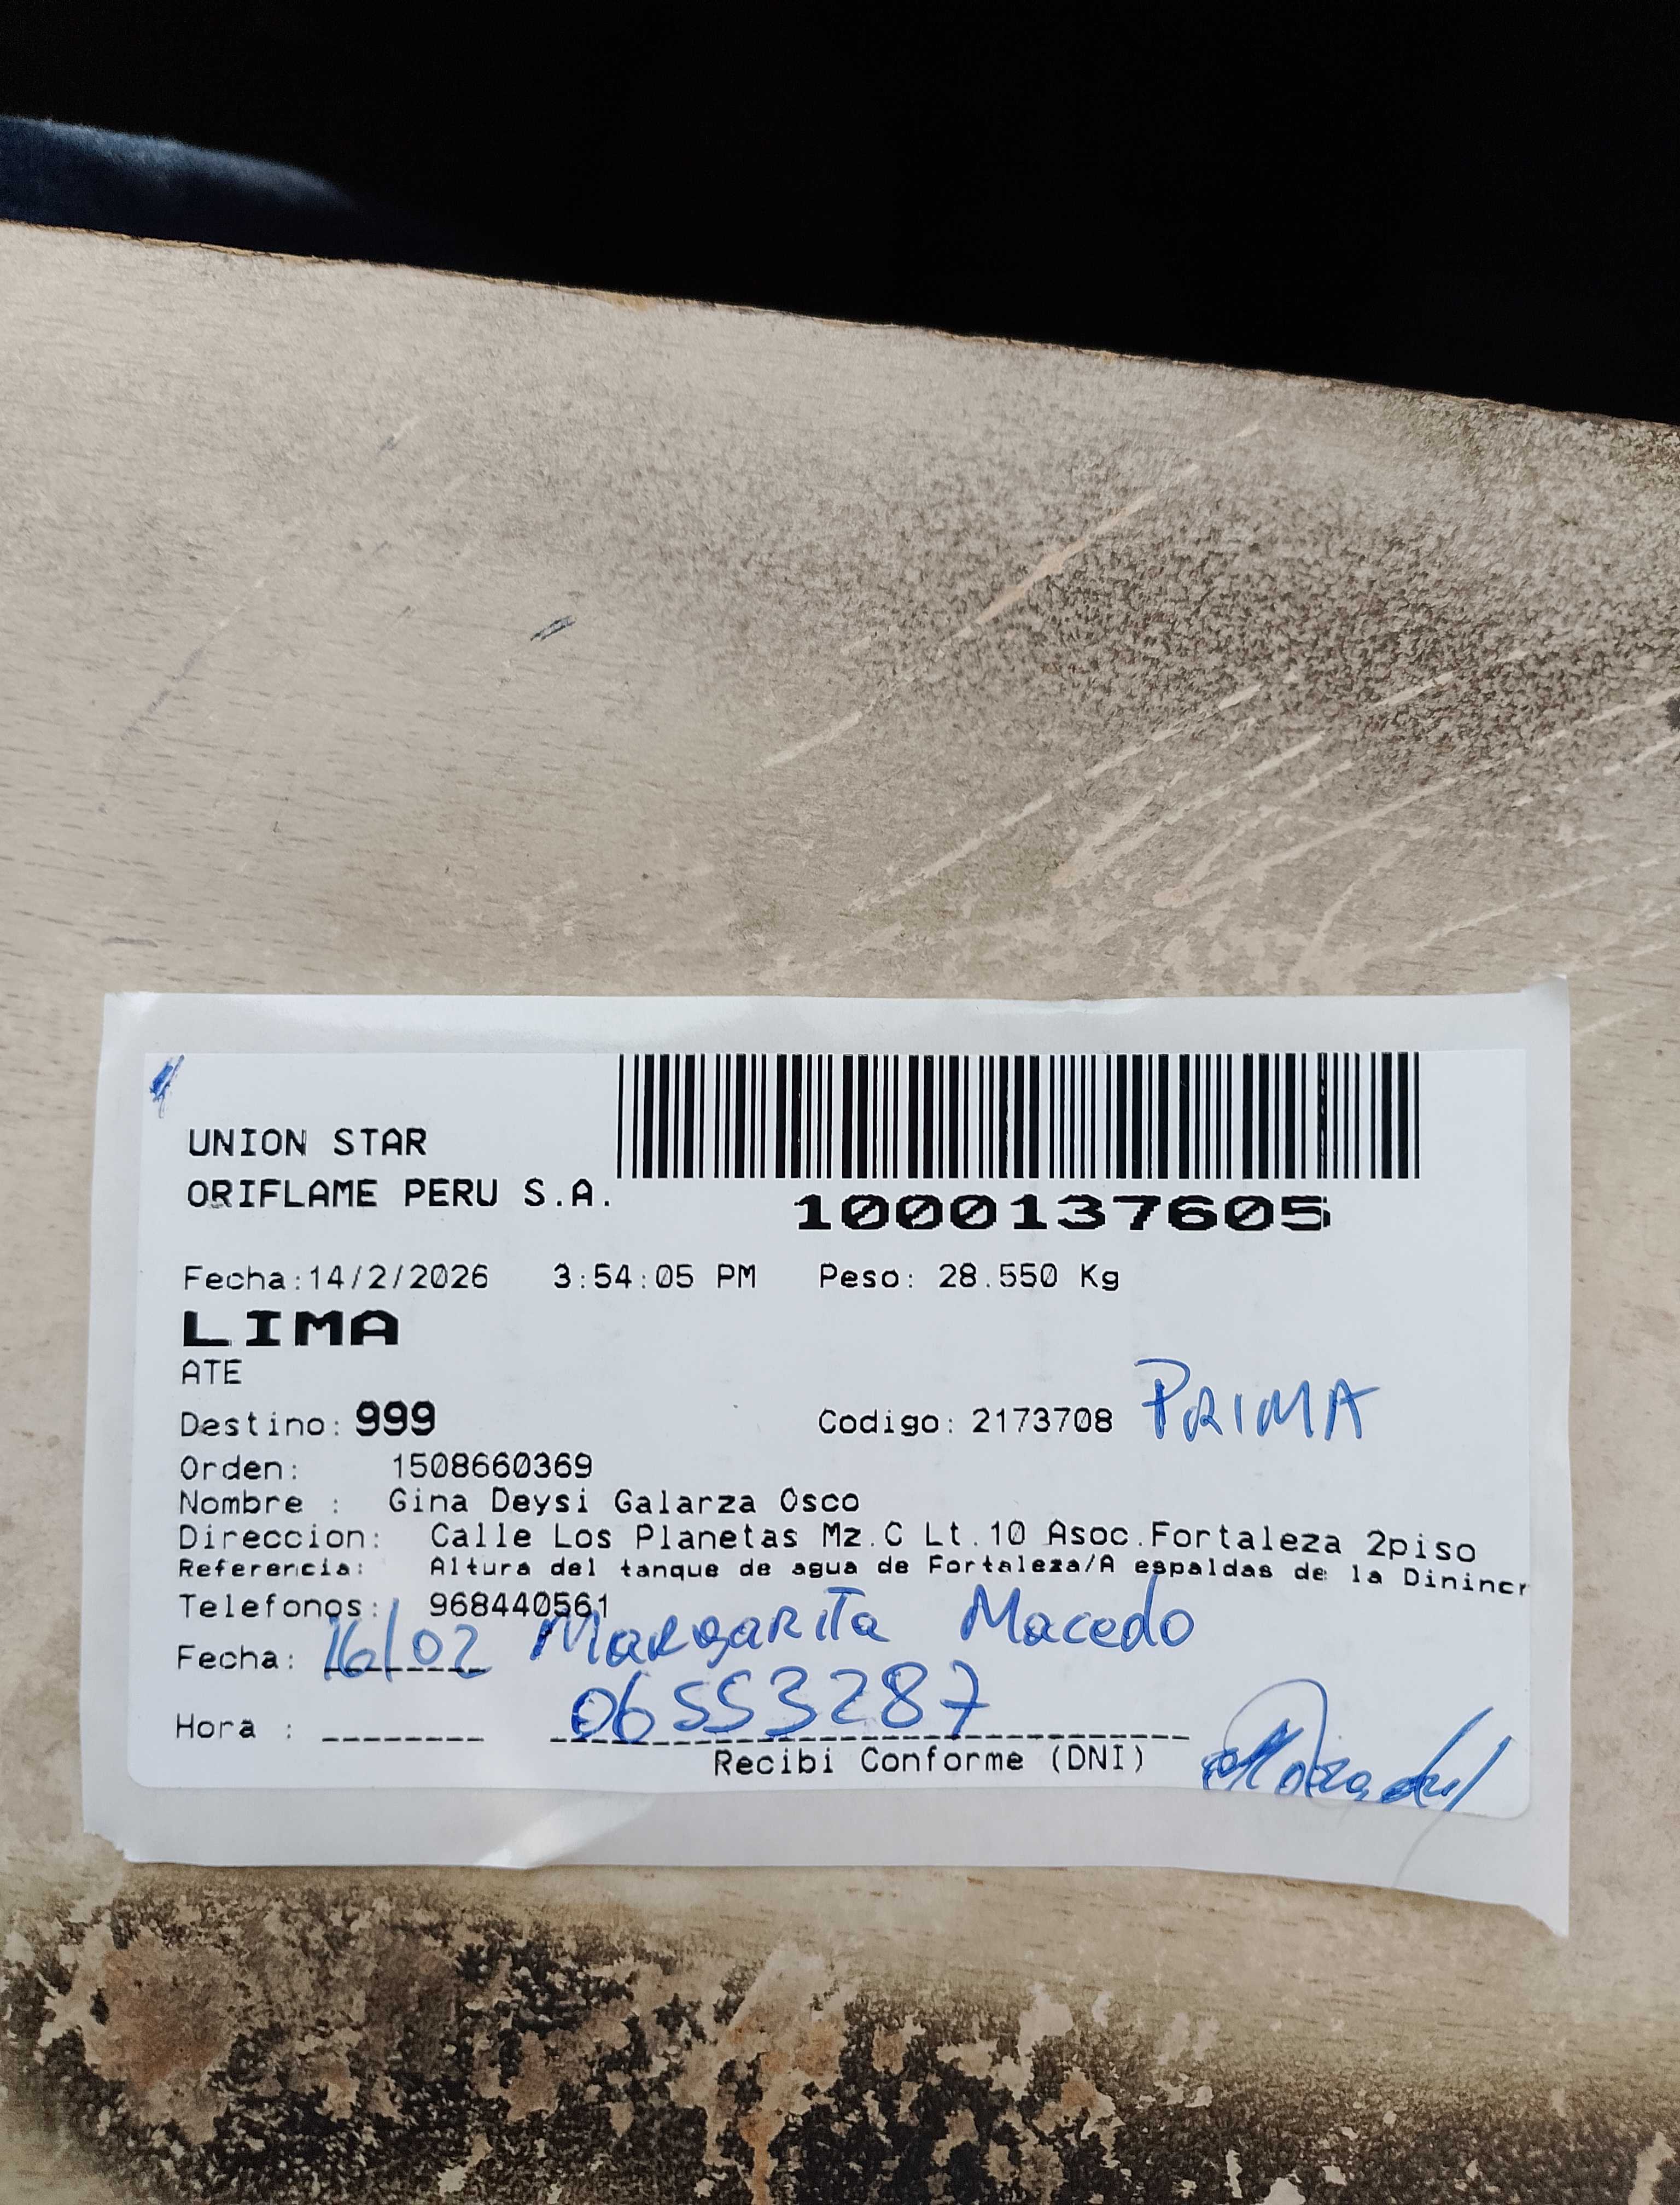 UNION STAR
ORIFLAME PERU S.A.
1000137605
Fecha:14/2/2026 3:54:05 PM Peso: 28.550 Kg
LIMA
ATE
Destino: 999 Codigo: 2173708 PRIMA
Orden: 1508660369
Nombre : Gina Deysi Galarza Osco
Direccion: Calle Los Planetas Mz.C Lt.10 Asoc.Fortaleza 2piso
Referencia: Altura del tanque de agua de Fortaleza/A espaldas de la Dinincr
Telefonos: 968440561
Fecha: 16/02 Margarita Macedo
Hora : 06553287
Recibi Conforme (DNI)